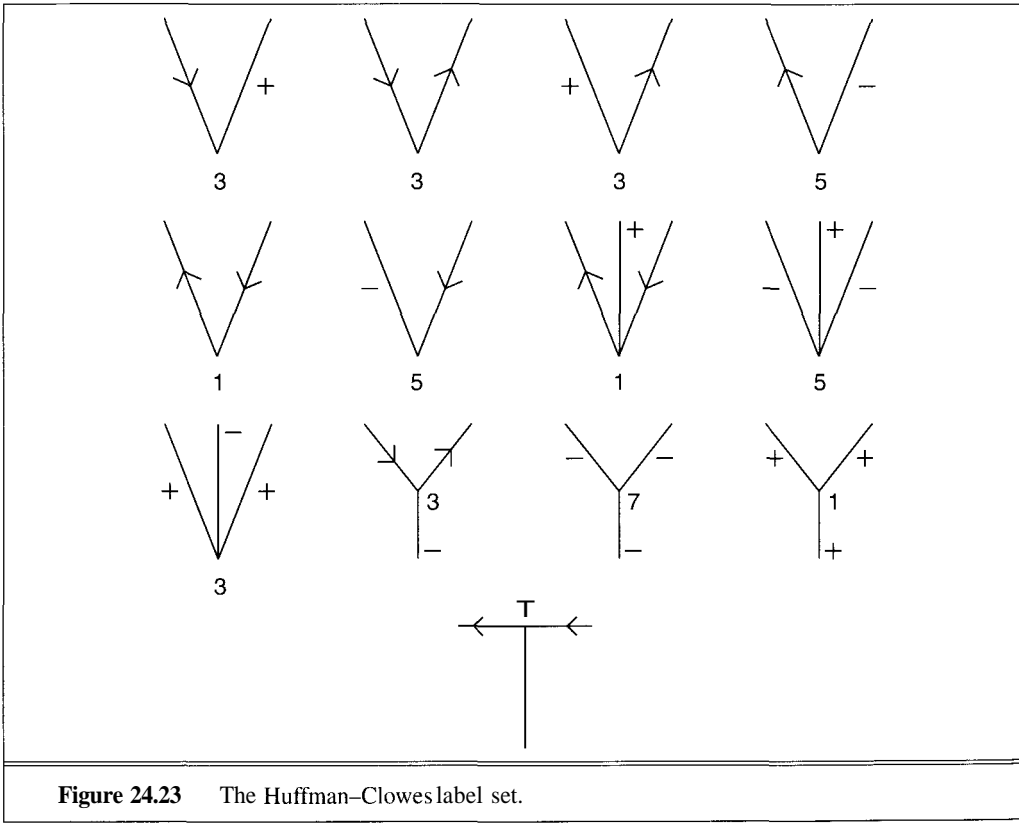 + + −
3 3 3 5
− + + −
−
1 5 1 5
−
+ + + +
− −
3 7 1
− − +
3
T
Figure 24.23 The Huffman–Clowes label set.